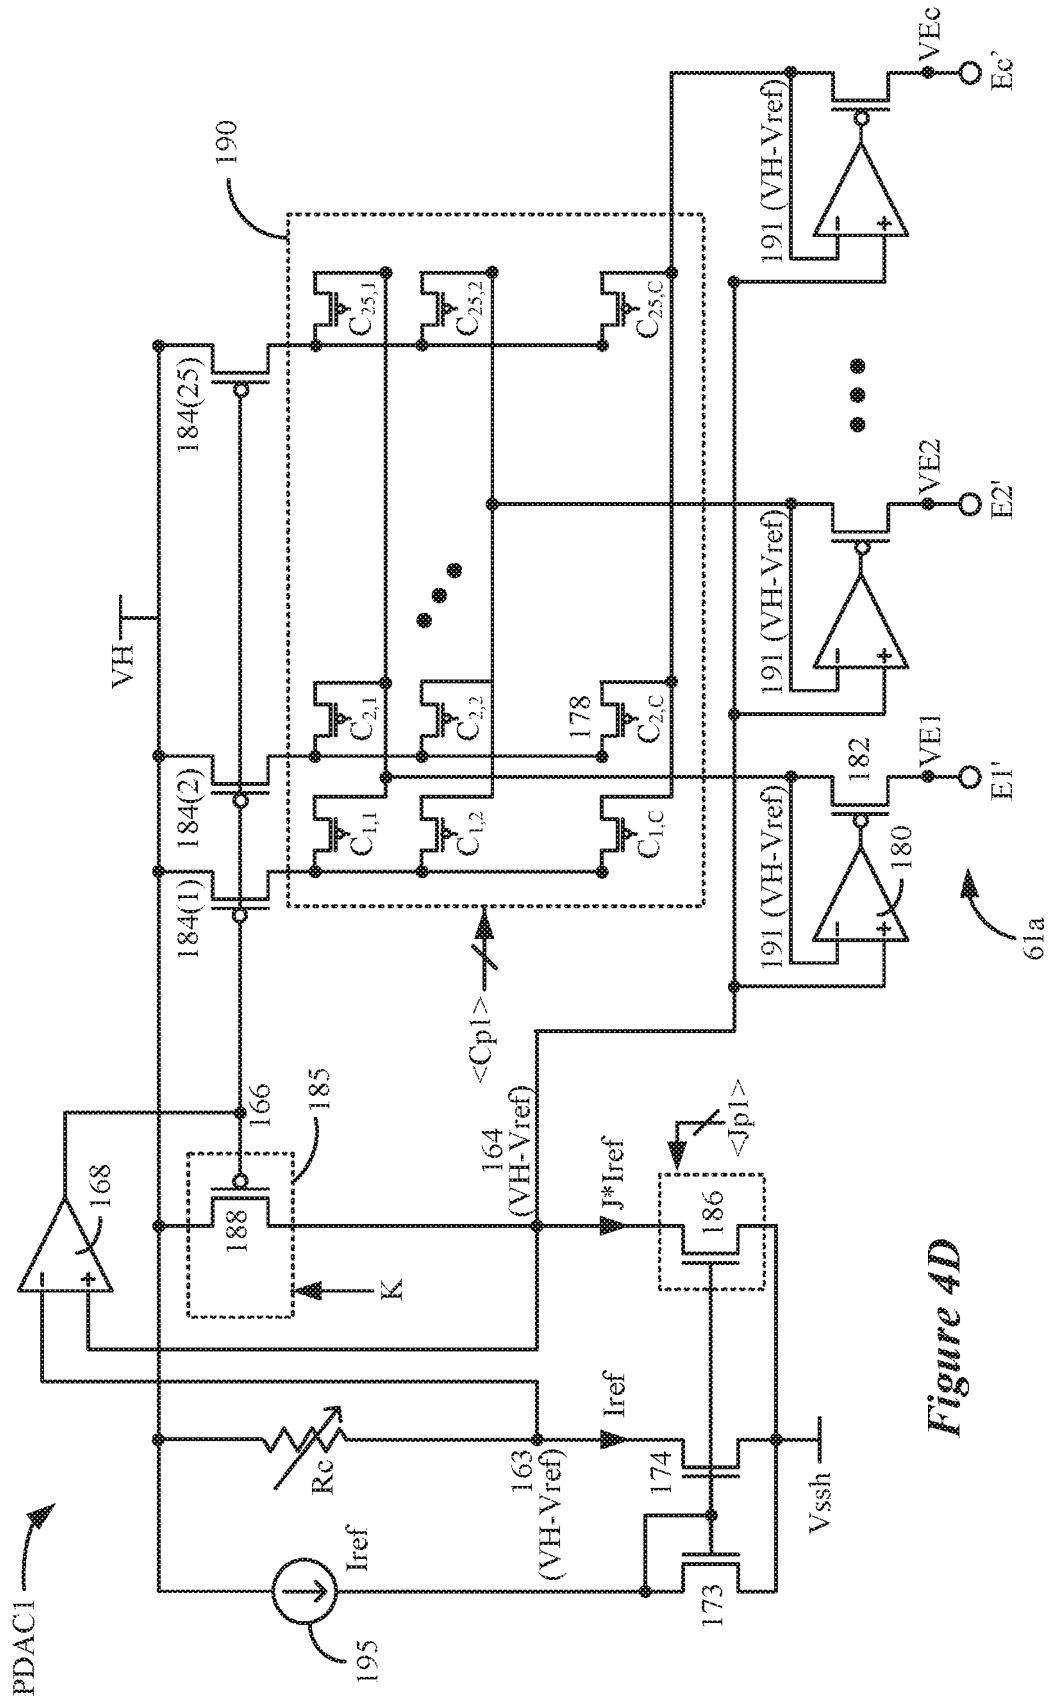 PDAC1
VH
195
Iref
Rc
168
K
188
185
166
184(1)
184(2)
184(25)
190
C1,1
C2,1
C25,1
C1,2
C2,2
C25,2
178
C1,C
C2,C
C25,C
<Cp1>
163
(VH-Vref)
164
(VH-Vref)
Iref
J*Iref
173
174
186
<Jp1>
Vssh
191 (VH-Vref)
191 (VH-Vref)
191 (VH-Vref)
180
182
VE1
VE2
VEc
E1'
E2'
Ec'
61a
Figure 4D